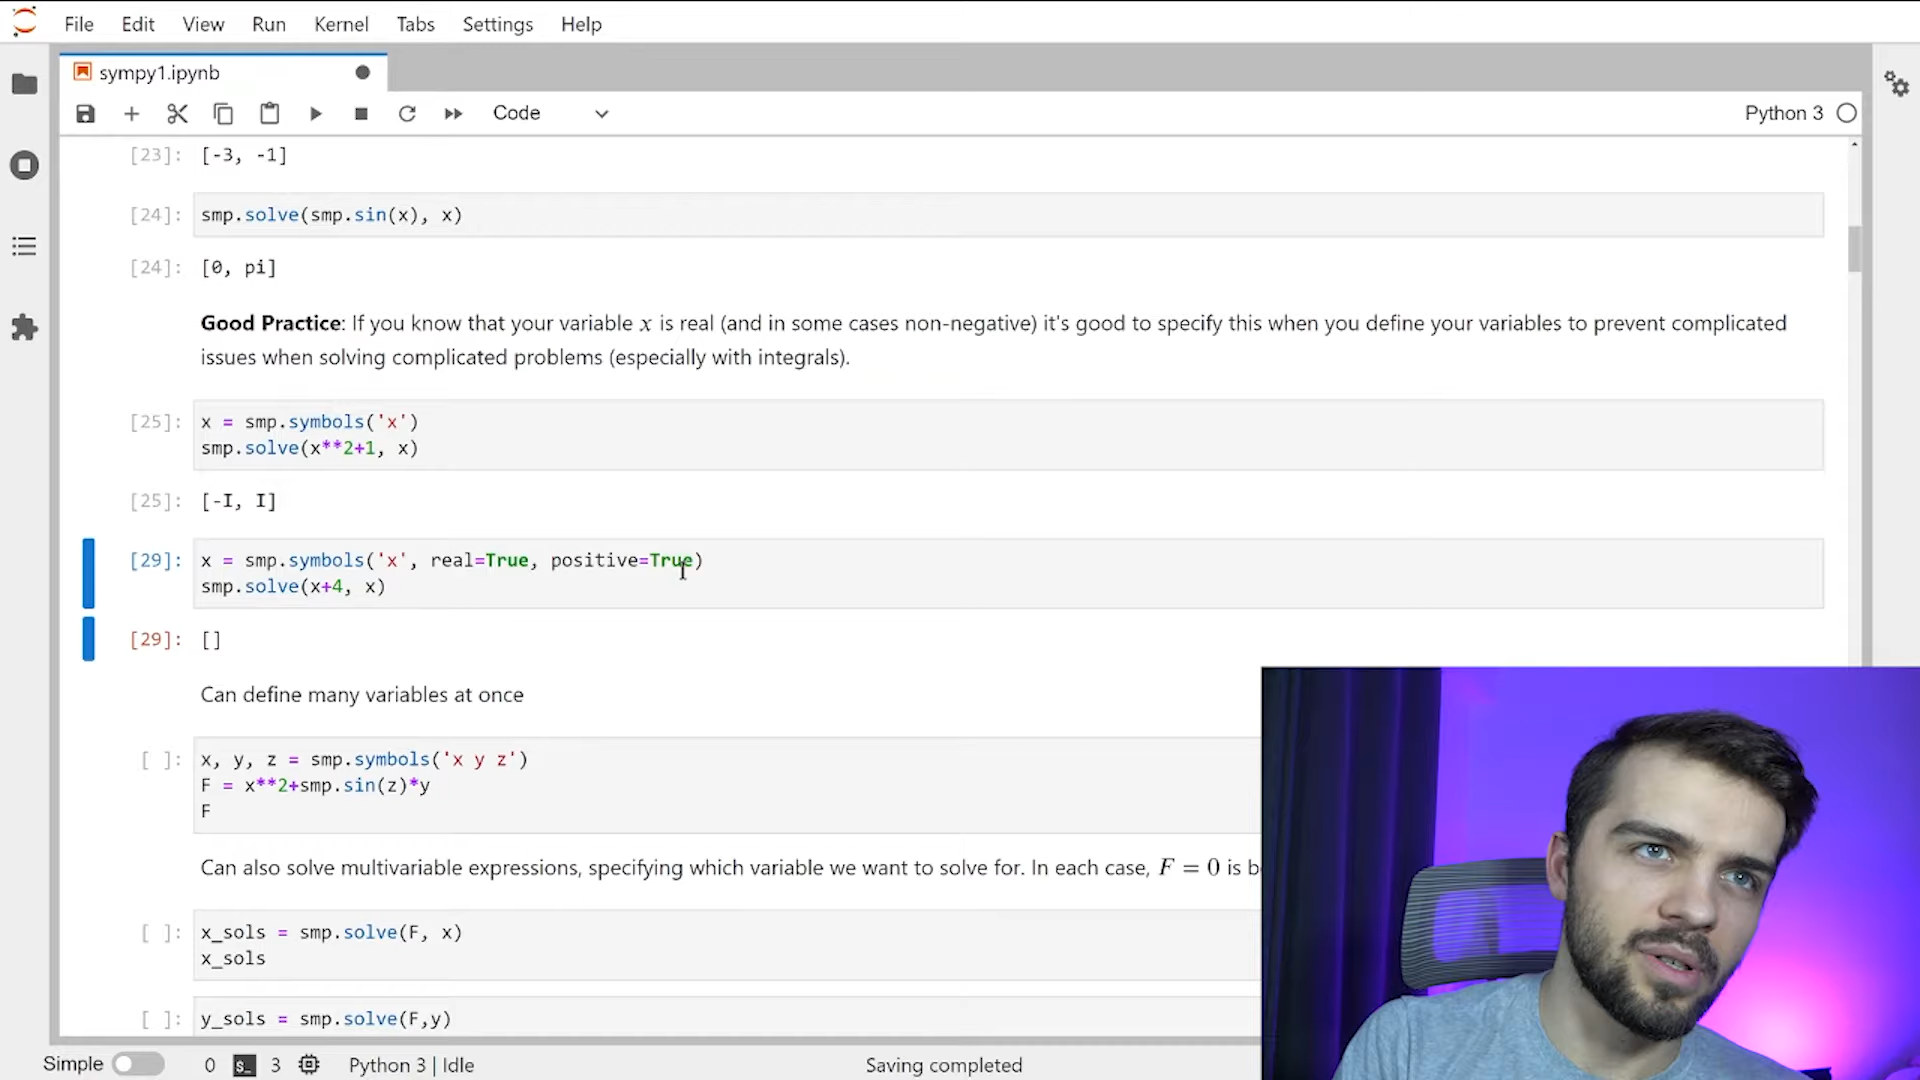 File Edit View Run Kernel Tabs Settings Help
sympy1.ipynb
Code
Python 3
[23]: [-3, -1]
[24]: smp.solve(smp.sin(x), x)
[24]: [0, pi]
Good Practice: If you know that your variable x is real (and in some cases non-negative) it's good to specify this when you define your variables to prevent complicated
issues when solving complicated problems (especially with integrals).
[25]: x = smp.symbols('x')
smp.solve(x**2+1, x)
[25]: [-I, I]
[29]: x = smp.symbols('x', real=True, positive=True)
smp.solve(x+4, x)
[29]: []
Can define many variables at once
[ ]: x, y, z = smp.symbols('x y z')
F = x**2+smp.sin(z)*y
F
Can also solve multivariable expressions, specifying which variable we want to solve for. In each case, F = 0 is b
[ ]: x_sols = smp.solve(F, x)
x_sols
[ ]: y_sols = smp.solve(F,y)
Simple 0 $_ 3 Python 3 | Idle Saving completed